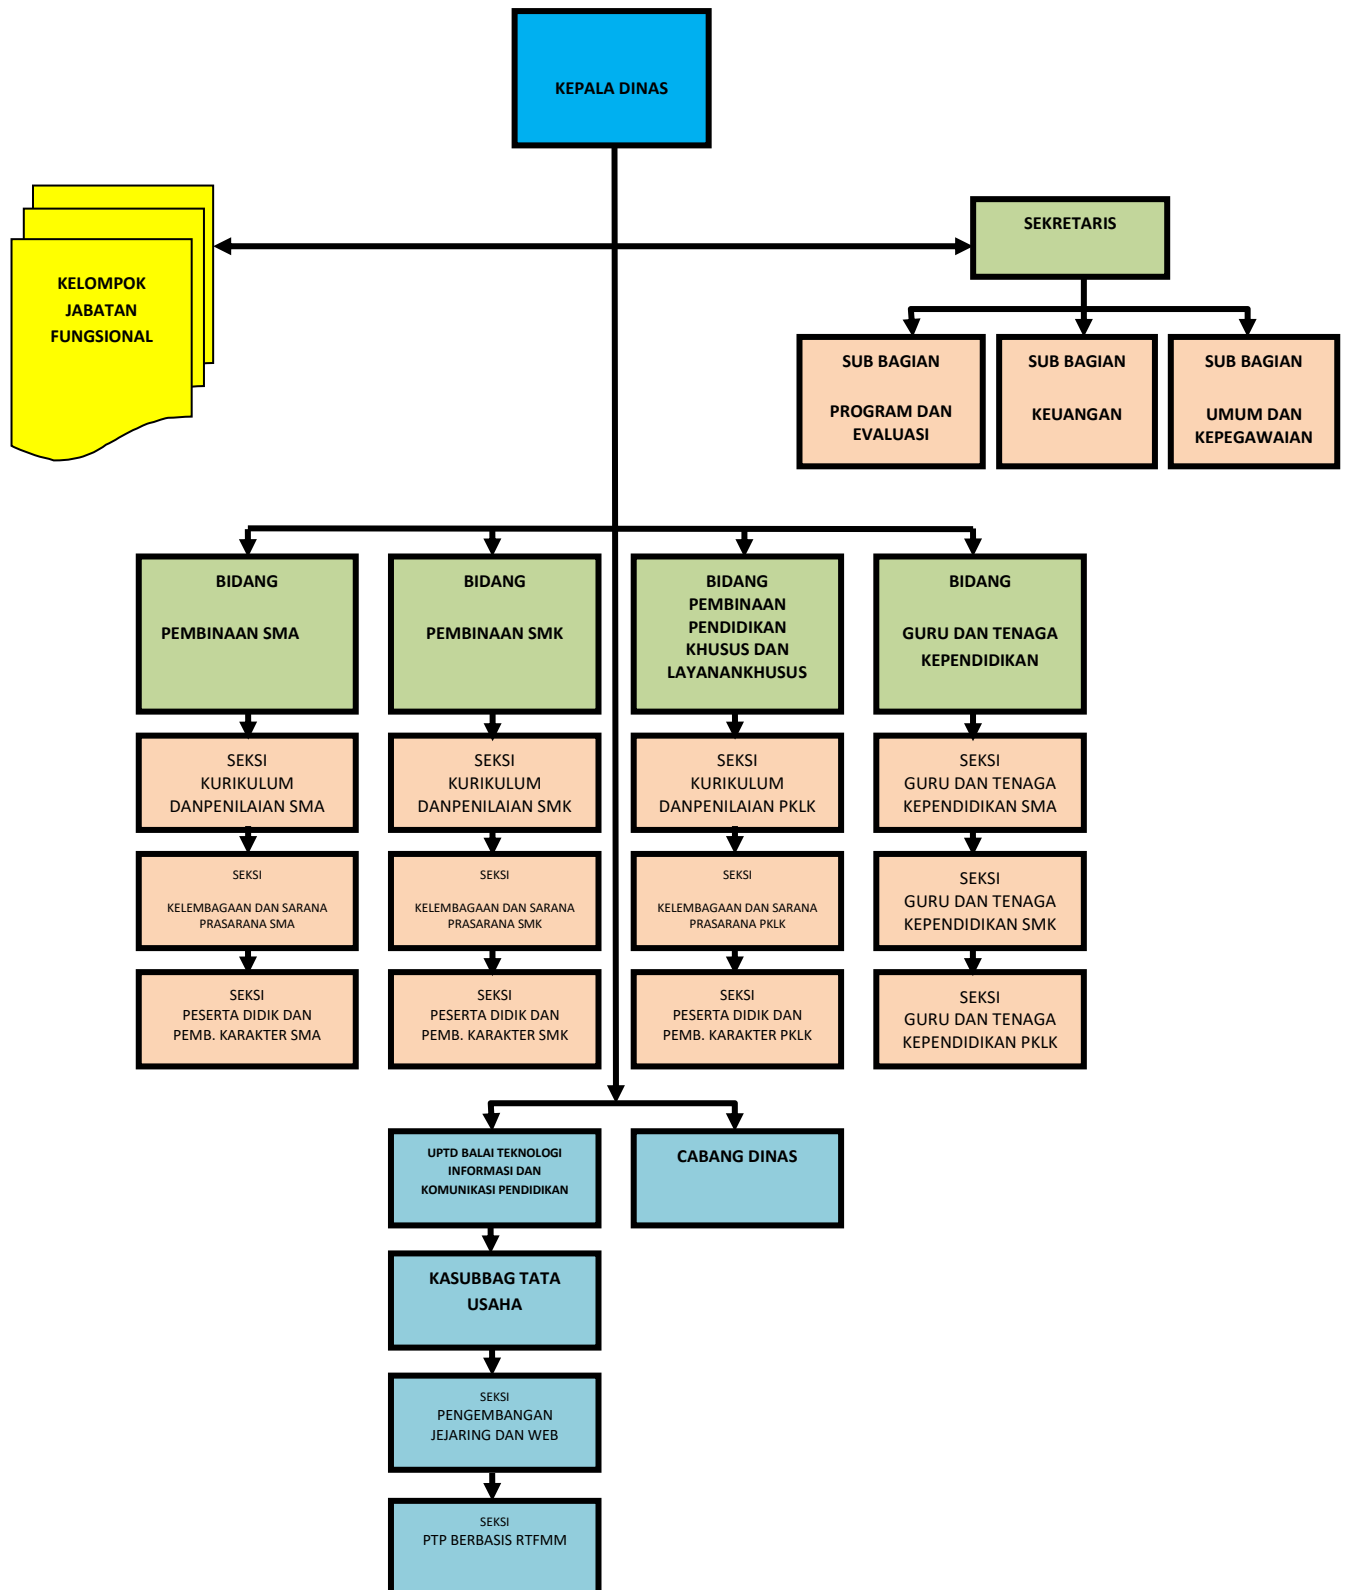 KEPALA DINAS
SEKRETARIS
KELOMPOK
JABATAN
FUNGSIONAL
SUB BAGIAN
PROGRAM DAN
EVALUASI
SUB BAGIAN
KEUANGAN
SUB BAGIAN
UMUM DAN
KEPEGAWAIAN
BIDANG
PEMBINAAN SMA
BIDANG
PEMBINAAN SMK
BIDANG
PEMBINAAN
PENDIDIKAN
KHUSUS DAN
LAYANANKHUSUS
BIDANG
GURU DAN TENAGA
KEPENDIDIKAN
SEKSI
KURIKULUM
DANPENILAIAN SMA
SEKSI
KURIKULUM
DANPENILAIAN SMK
SEKSI
KURIKULUM
DANPENILAIAN PKLK
SEKSI
GURU DAN TENAGA
KEPENDIDIKAN SMA
SEKSI
KELEMBAGAAN DAN SARANA
PRASARANA SMA
SEKSI
KELEMBAGAAN DAN SARANA
PRASARANA SMK
SEKSI
KELEMBAGAAN DAN SARANA
PRASARANA PKLK
SEKSI
GURU DAN TENAGA
KEPENDIDIKAN SMK
SEKSI
PESERTA DIDIK DAN
PEMB. KARAKTER SMA
SEKSI
PESERTA DIDIK DAN
PEMB. KARAKTER SMK
SEKSI
PESERTA DIDIK DAN
PEMB. KARAKTER PKLK
SEKSI
GURU DAN TENAGA
KEPENDIDIKAN PKLK
UPTD BALAI TEKNOLOGI
INFORMASI DAN
KOMUNIKASI PENDIDIKAN
CABANG DINAS
KASUBBAG TATA
USAHA
SEKSI
PENGEMBANGAN
JEJARING DAN WEB
SEKSI
PTP BERBASIS RTFMM